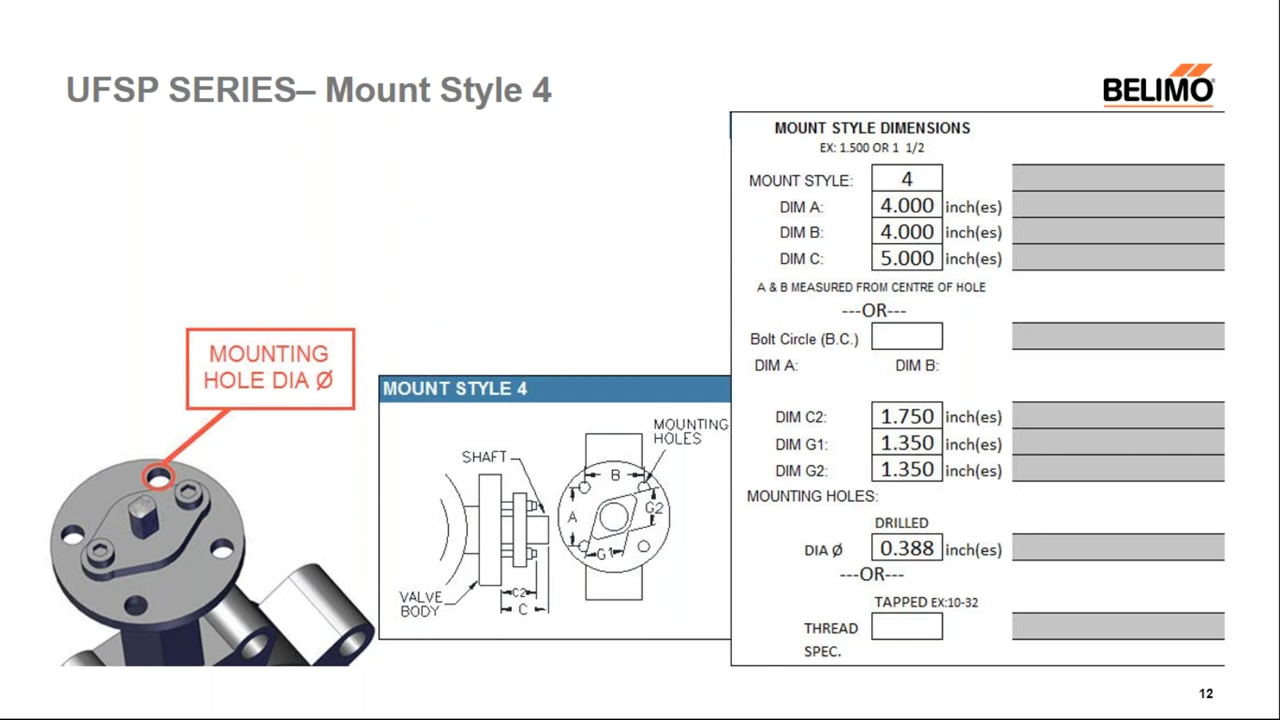 UFSP SERIES– Mount Style 4
BELIMO
MOUNTING
HOLE DIA Ø
MOUNT STYLE 4
MOUNTING
HOLES
SHAFT
B
A
G2
G1
C2
C
VALVE
BODY
MOUNT STYLE DIMENSIONS
EX: 1.500 OR 1 1/2
MOUNT STYLE: 4
DIM A: 4.000 inch(es)
DIM B: 4.000 inch(es)
DIM C: 5.000 inch(es)
A & B MEASURED FROM CENTRE OF HOLE
---OR---
Bolt Circle (B.C.)
DIM A: DIM B:
DIM C2: 1.750 inch(es)
DIM G1: 1.350 inch(es)
DIM G2: 1.350 inch(es)
MOUNTING HOLES:
DRILLED
DIA Ø 0.388 inch(es)
---OR---
TAPPED EX:10-32
THREAD
SPEC.
12